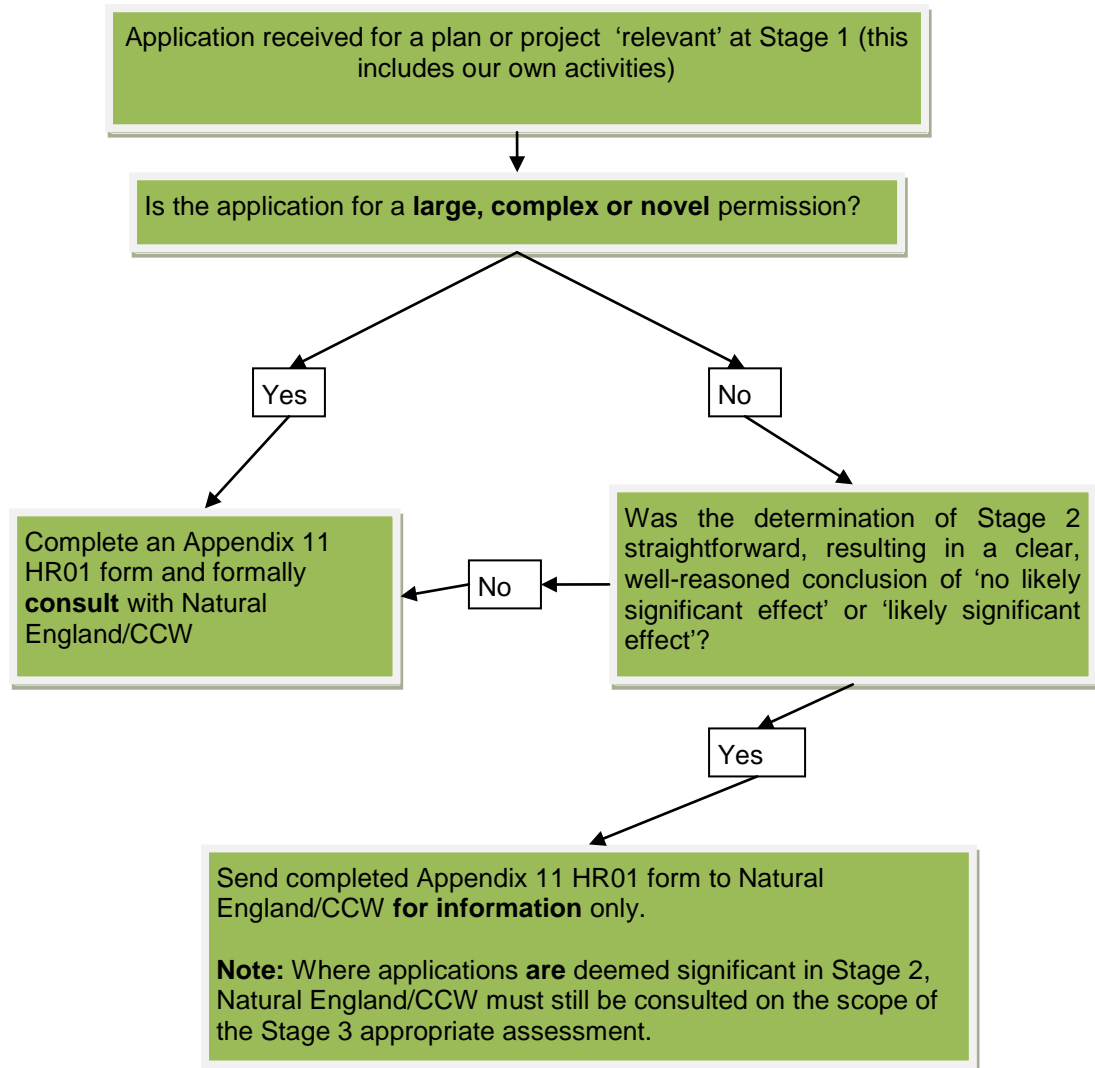 Application received for a plan or project 'relevant' at Stage 1 (this
includes our own activities)
Is the application for a large, complex or novel permission?
Yes
No
Complete an Appendix 11
HR01 form and formally
consult with Natural
England/CCW
No
Was the determination of Stage 2
straightforward, resulting in a clear,
well-reasoned conclusion of 'no likely
significant effect' or 'likely significant
effect'?
Yes
Send completed Appendix 11 HR01 form to Natural
England/CCW for information only.
Note: Where applications are deemed significant in Stage 2,
Natural England/CCW must still be consulted on the scope of
the Stage 3 appropriate assessment.